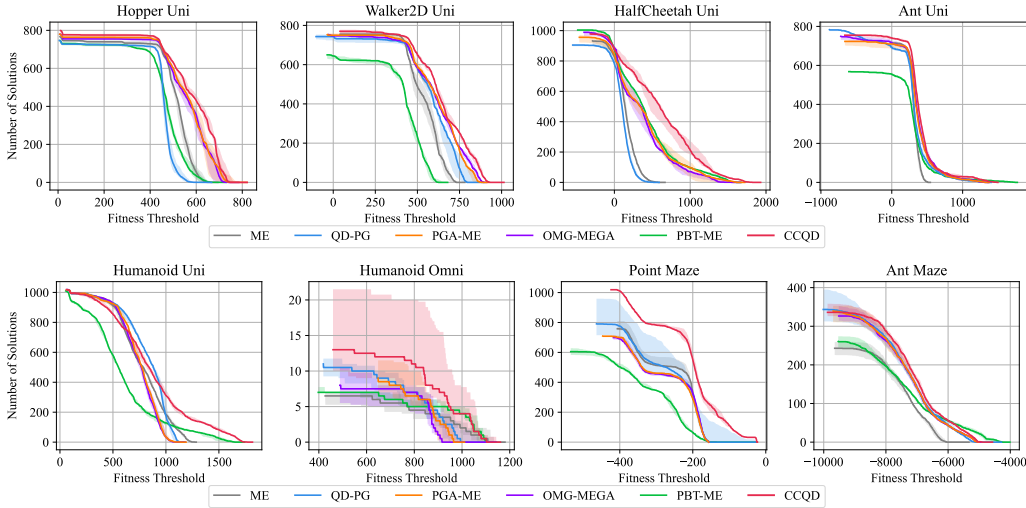 Hopper Uni
Walker2D Uni
HalfCheetah Uni
Ant Uni
Number of Solutions
800
600
400
200
0
0 200 400 600 800
Fitness Threshold
800
600
400
200
0
0 250 500 750 1000
Fitness Threshold
1000
800
600
400
200
0
0 1000 2000
Fitness Threshold
800
600
400
200
0
−1000 0 1000
Fitness Threshold
ME QD-PG PGA-ME OMG-MEGA PBT-ME CCQD
Humanoid Uni
Humanoid Omni
Point Maze
Ant Maze
Number of Solutions
1000
800
600
400
200
0
0 500 1000 1500
Fitness Threshold
20
15
10
5
0
400 600 800 1000 1200
Fitness Threshold
1000
800
600
400
200
0
−400 −200 0
Fitness Threshold
400
300
200
100
0
−10000 −8000 −6000 −4000
Fitness Threshold
ME QD-PG PGA-ME OMG-MEGA PBT-ME CCQD